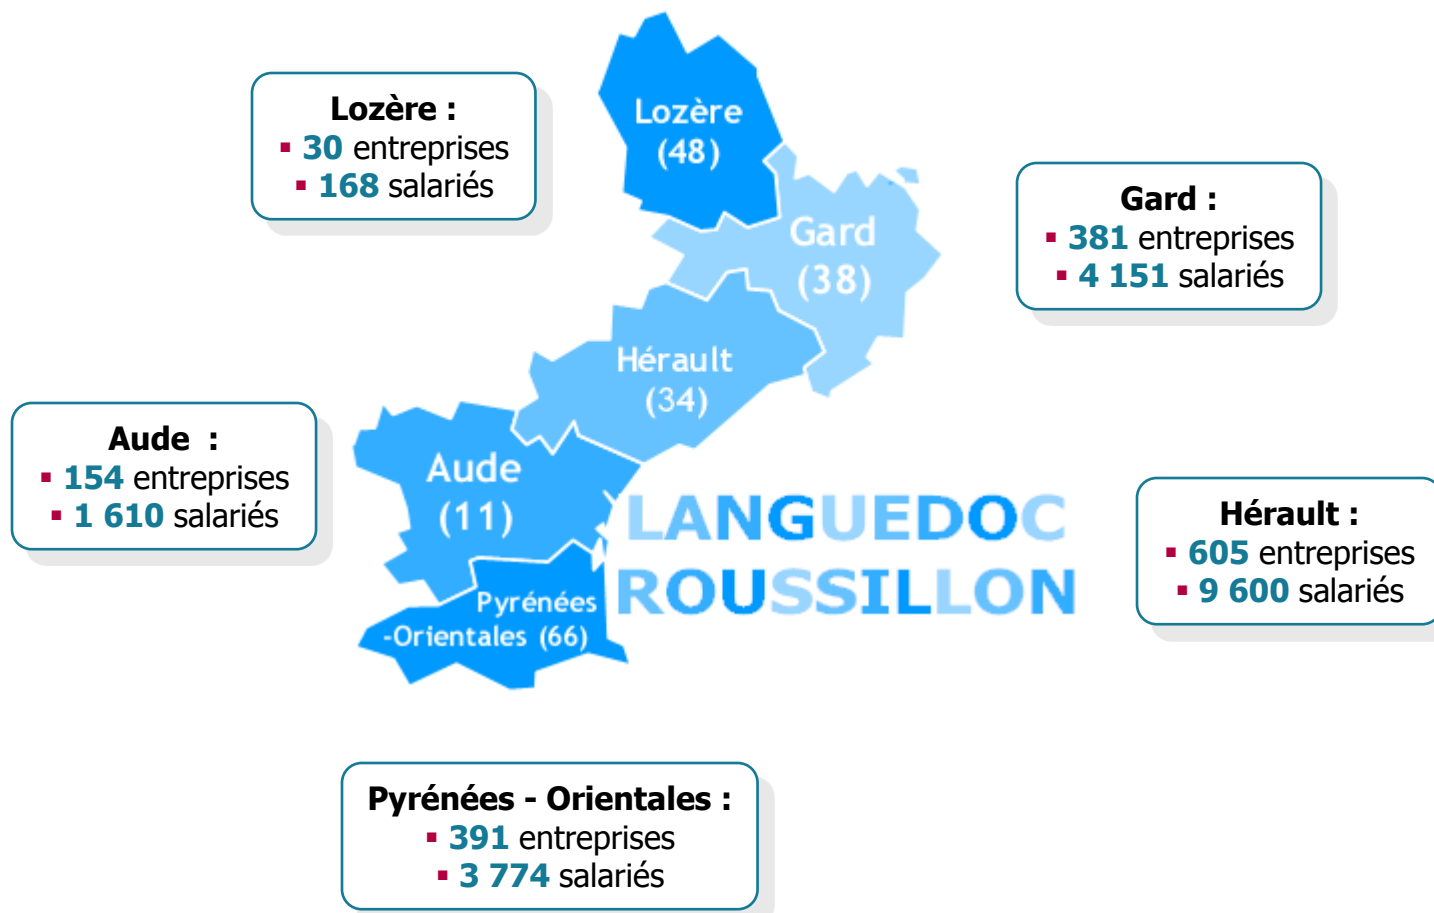 Lozère :
▪ 30 entreprises
▪ 168 salariés
Lozère
(48)
Gard :
▪ 381 entreprises
▪ 4 151 salariés
Gard
(38)
Hérault
(34)
Aude :
▪ 154 entreprises
▪ 1 610 salariés
Aude
(11)
LANGUEDOC
ROUSSILLON
Hérault :
▪ 605 entreprises
▪ 9 600 salariés
Pyrénées
-Orientales (66)
Pyrénées - Orientales :
▪ 391 entreprises
▪ 3 774 salariés